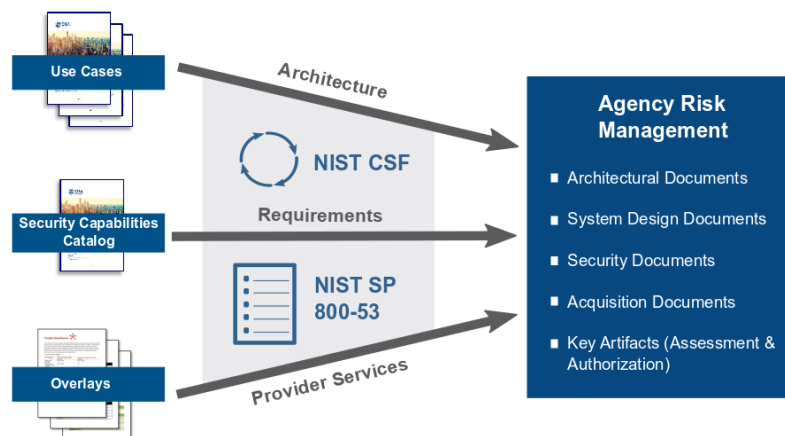 Use Cases
Architecture
Agency Risk
Management
NIST CSF
Architectural Documents
Security Capabilities
Catalog
Requirements
System Design Documents
Security Documents
NIST SP
800-53
Acquisition Documents
Key Artifacts (Assessment &
Authorization)
Overlays
Provider Services